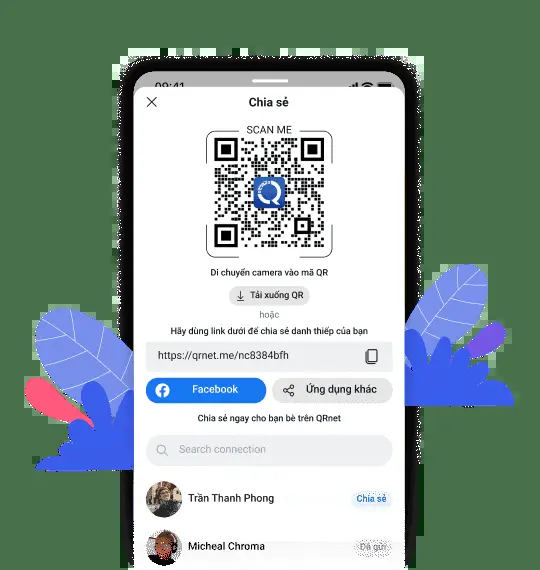 09:41
Chia sẻ
SCAN ME
Di chuyển camera vào mã QR
Tải xuống QR
hoặc
Hãy dùng link dưới để chia sẻ danh thiếp của bạn
https://qrnet.me/nc8384bfh
Facebook
Ứng dụng khác
Chia sẻ ngay cho bạn bè trên QRnet
Search connection
Trần Thanh Phong
Chia sẻ
Micheal Chroma
Đã gửi